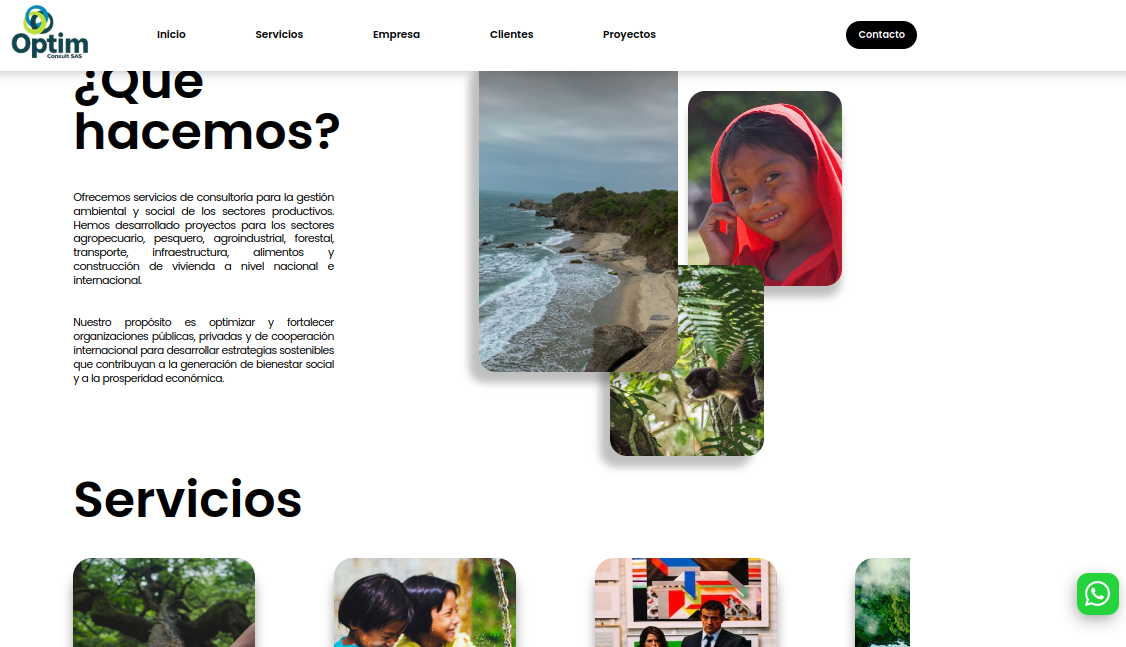 Optim
Consult SAS
Inicio
Servicios
Empresa
Clientes
Proyectos
Contacto
¿Qué
hacemos?
Ofrecemos servicios de consultoría para la gestión
ambiental y social de los sectores productivos.
Hemos desarrollado proyectos para los sectores
agropecuario, pesquero, agroindustrial, forestal,
transporte, infraestructura, alimentos y
construcción de vivienda a nivel nacional e
internacional.
Nuestro propósito es optimizar y fortalecer
organizaciones públicas, privadas y de cooperación
internacional para desarrollar estrategias sostenibles
que contribuyan a la generación de bienestar social
y a la prosperidad económica.
Servicios